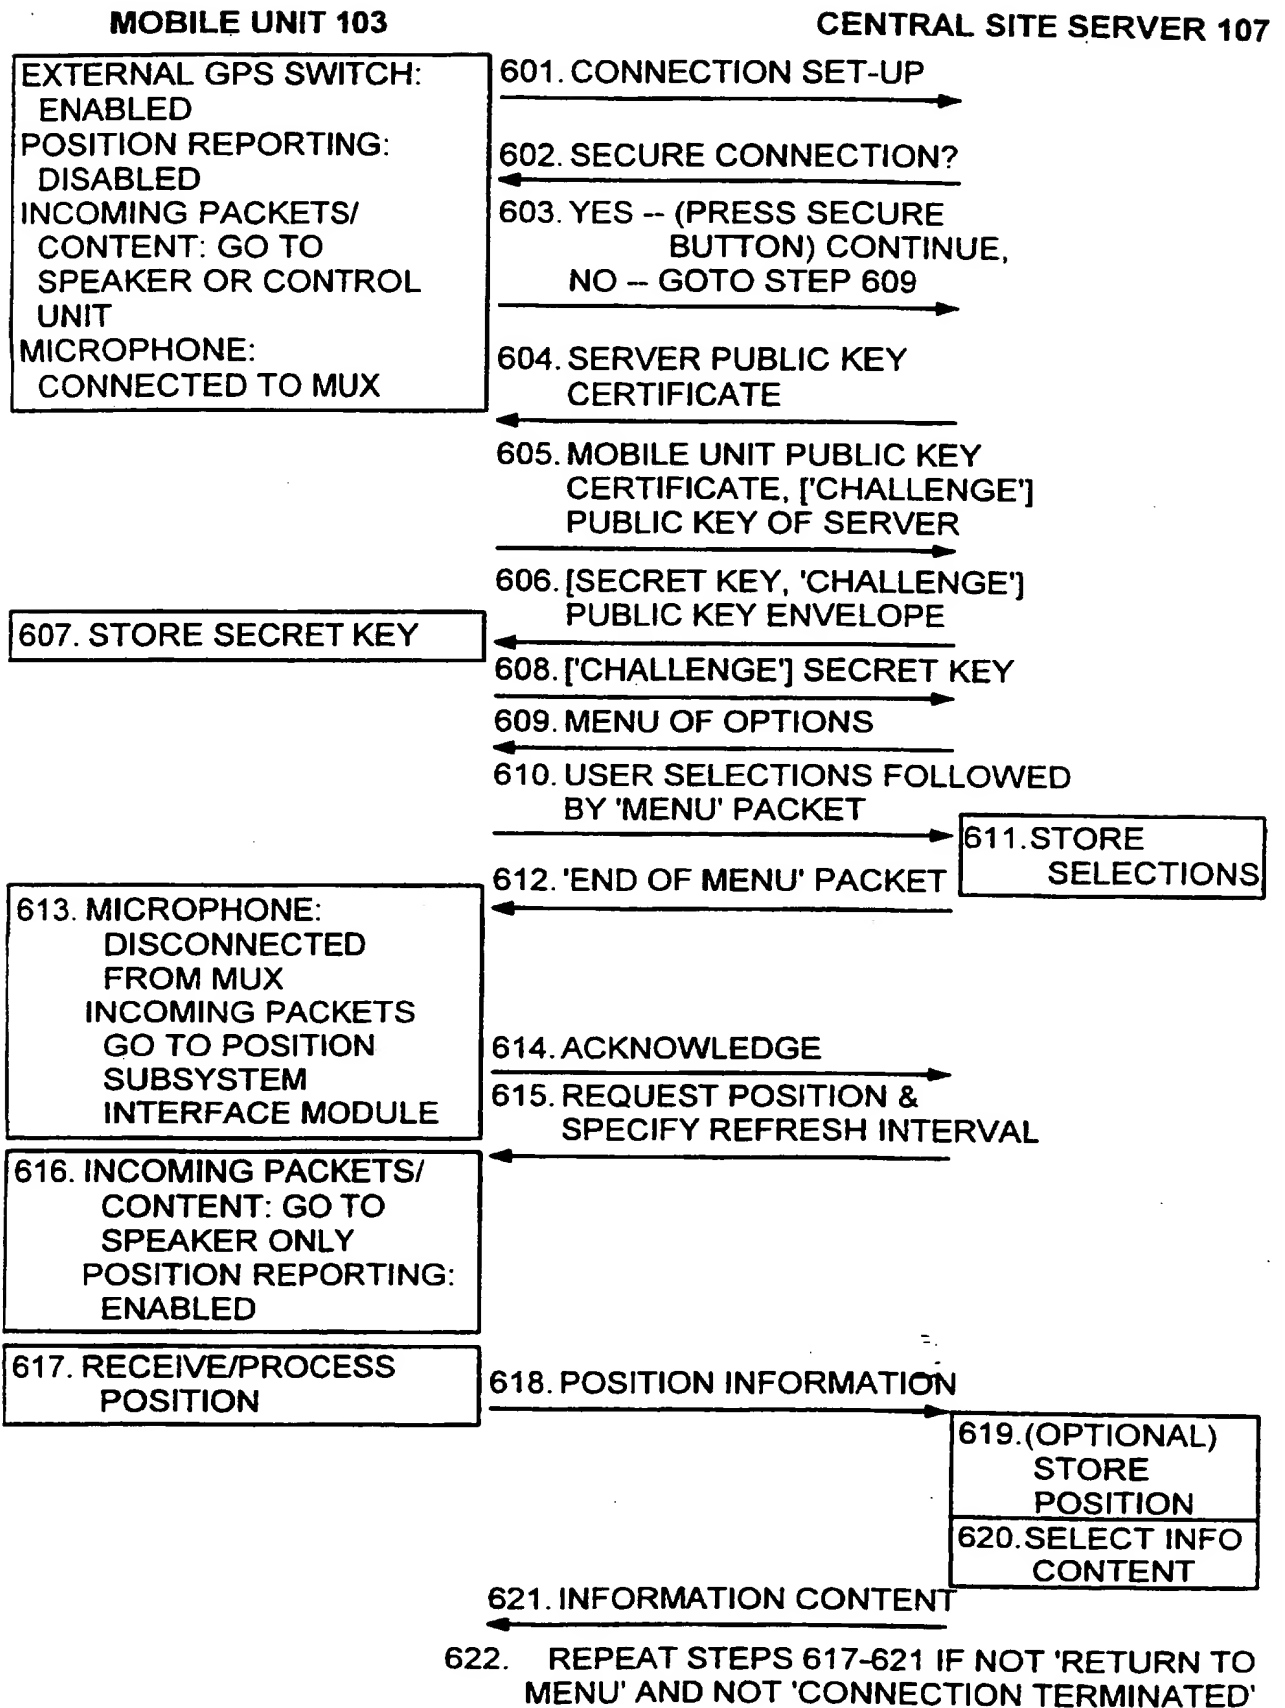 MOBILE UNIT 103
CENTRAL SITE SERVER 107
EXTERNAL GPS SWITCH:
ENABLED
POSITION REPORTING:
DISABLED
INCOMING PACKETS/
CONTENT: GO TO
SPEAKER OR CONTROL
UNIT
MICROPHONE:
CONNECTED TO MUX
601. CONNECTION SET-UP
602. SECURE CONNECTION?
603. YES -- (PRESS SECURE
BUTTON) CONTINUE,
NO -- GOTO STEP 609
604. SERVER PUBLIC KEY
CERTIFICATE
605. MOBILE UNIT PUBLIC KEY
CERTIFICATE, ['CHALLENGE']
PUBLIC KEY OF SERVER
606. [SECRET KEY, 'CHALLENGE']
PUBLIC KEY ENVELOPE
607. STORE SECRET KEY
608. ['CHALLENGE'] SECRET KEY
609. MENU OF OPTIONS
610. USER SELECTIONS FOLLOWED
BY 'MENU' PACKET
611. STORE
SELECTIONS
612. 'END OF MENU' PACKET
613. MICROPHONE:
DISCONNECTED
FROM MUX
INCOMING PACKETS
GO TO POSITION
SUBSYSTEM
INTERFACE MODULE
614. ACKNOWLEDGE
615. REQUEST POSITION &
SPECIFY REFRESH INTERVAL
616. INCOMING PACKETS/
CONTENT: GO TO
SPEAKER ONLY
POSITION REPORTING:
ENABLED
617. RECEIVE/PROCESS
POSITION
618. POSITION INFORMATION
619. (OPTIONAL)
STORE
POSITION
620. SELECT INFO
CONTENT
621. INFORMATION CONTENT
622. REPEAT STEPS 617-621 IF NOT 'RETURN TO
MENU' AND NOT 'CONNECTION TERMINATED'